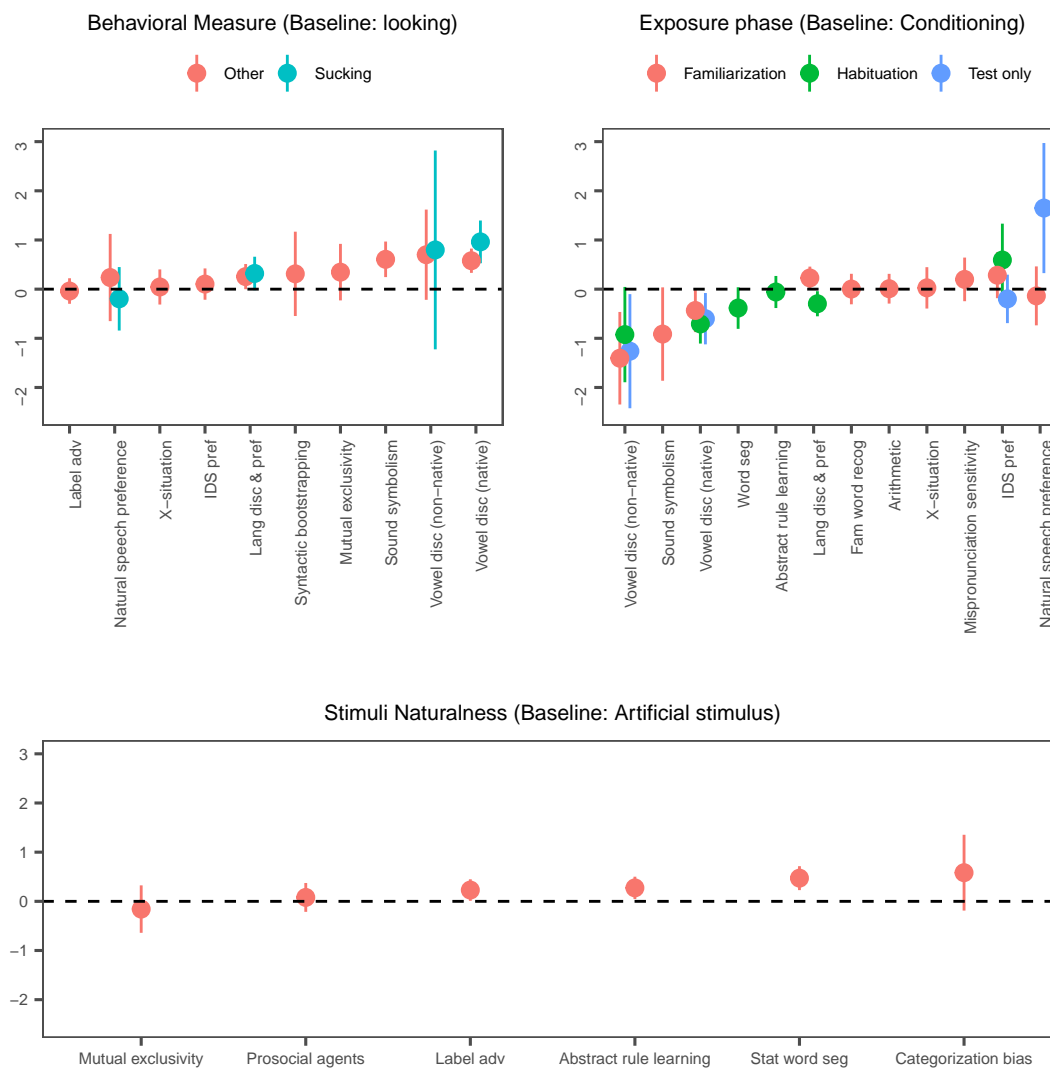 Behavioral Measure (Baseline: looking)
Other Sucking
3
2
1
0
−1
−2
Label adv
Natural speech preference
X−situation
IDS pref
Lang disc & pref
Syntactic bootstrapping
Mutual exclusivity
Sound symbolism
Vowel disc (non−native)
Vowel disc (native)
Exposure phase (Baseline: Conditioning)
Familiarization Habituation Test only
3
2
1
0
−1
−2
Vowel disc (non−native)
Sound symbolism
Vowel disc (native)
Word seg
Abstract rule learning
Lang disc & pref
Fam word recog
Arithmetic
X−situation
Mispronunciation sensitivity
IDS pref
Natural speech preference
Stimuli Naturalness (Baseline: Artificial stimulus)
3
2
1
0
−1
−2
Mutual exclusivity Prosocial agents Label adv Abstract rule learning Stat word seg Categorization bias